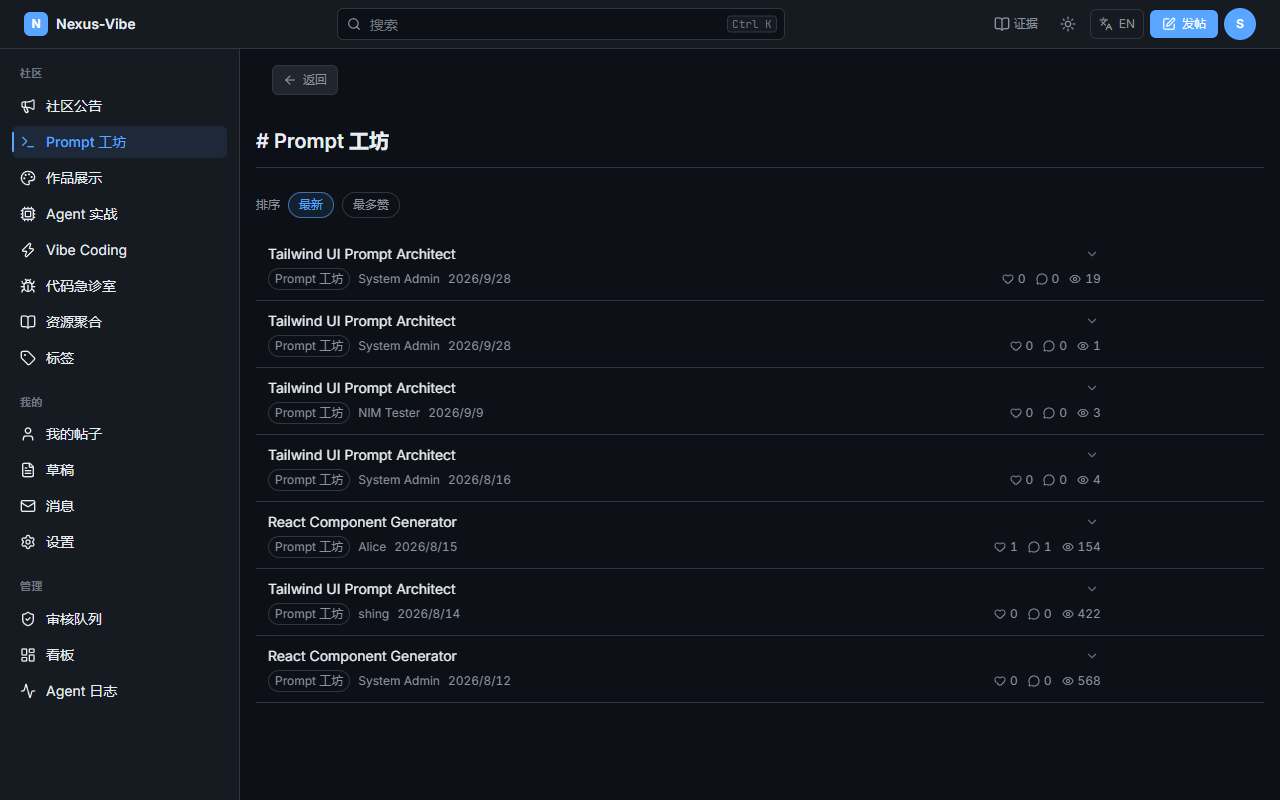 N Nexus-Vibe
搜索 Ctrl K
证据 EN 发帖 S
社区
社区公告
Prompt 工坊
作品展示
Agent 实战
Vibe Coding
代码急诊室
资源聚合
标签
我的
我的帖子
草稿
消息
设置
管理
审核队列
看板
Agent 日志
返回
# Prompt 工坊
排序 最新 最多赞
Tailwind UI Prompt Architect
Prompt 工坊 System Admin 2026/9/28 0 0 19
Tailwind UI Prompt Architect
Prompt 工坊 System Admin 2026/9/28 0 0 1
Tailwind UI Prompt Architect
Prompt 工坊 NIM Tester 2026/9/9 0 0 3
Tailwind UI Prompt Architect
Prompt 工坊 System Admin 2026/8/16 0 0 4
React Component Generator
Prompt 工坊 Alice 2026/8/15 1 1 154
Tailwind UI Prompt Architect
Prompt 工坊 shing 2026/8/14 0 0 422
React Component Generator
Prompt 工坊 System Admin 2026/8/12 0 0 568